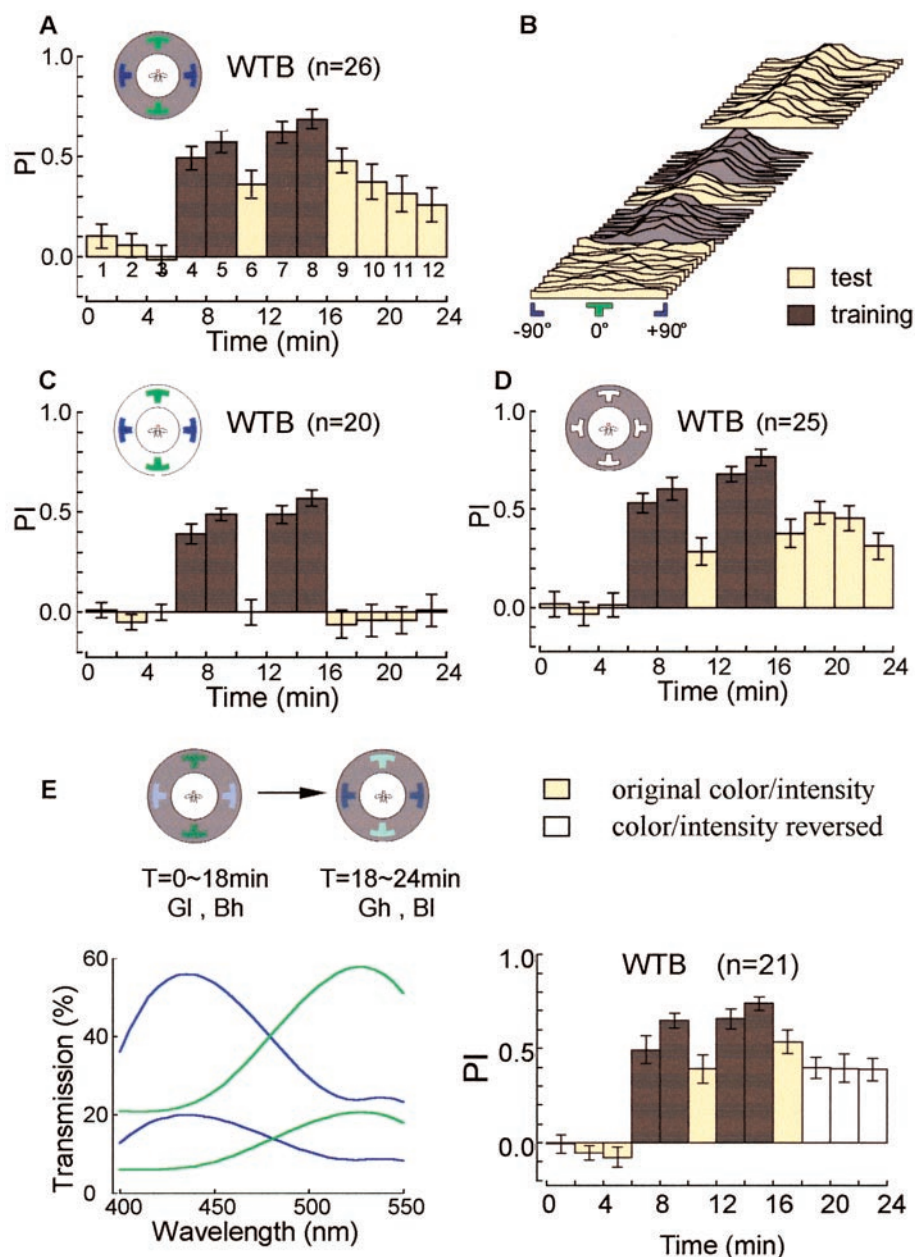 A
WTB (n=26)
PI
1.0
0.5
0.0
1 2 3 4 5 6 7 8 9 10 11 12
0 4 8 12 16 20 24
Time (min)
B
test
training
-90° 0° +90°
C
WTB (n=20)
PI
1.0
0.5
0.0
0 4 8 12 16 20 24
Time (min)
D
WTB (n=25)
PI
1.0
0.5
0.0
0 4 8 12 16 20 24
Time (min)
E
T=0~18min
Gl , Bh
T=18~24min
Gh , Bl
original color/intensity
color/intensity reversed
Transmission (%)
60
40
20
0
400 450 500 550
Wavelength (nm)
WTB (n=21)
PI
1.0
0.5
0.0
0 4 8 12 16 20 24
Time (min)